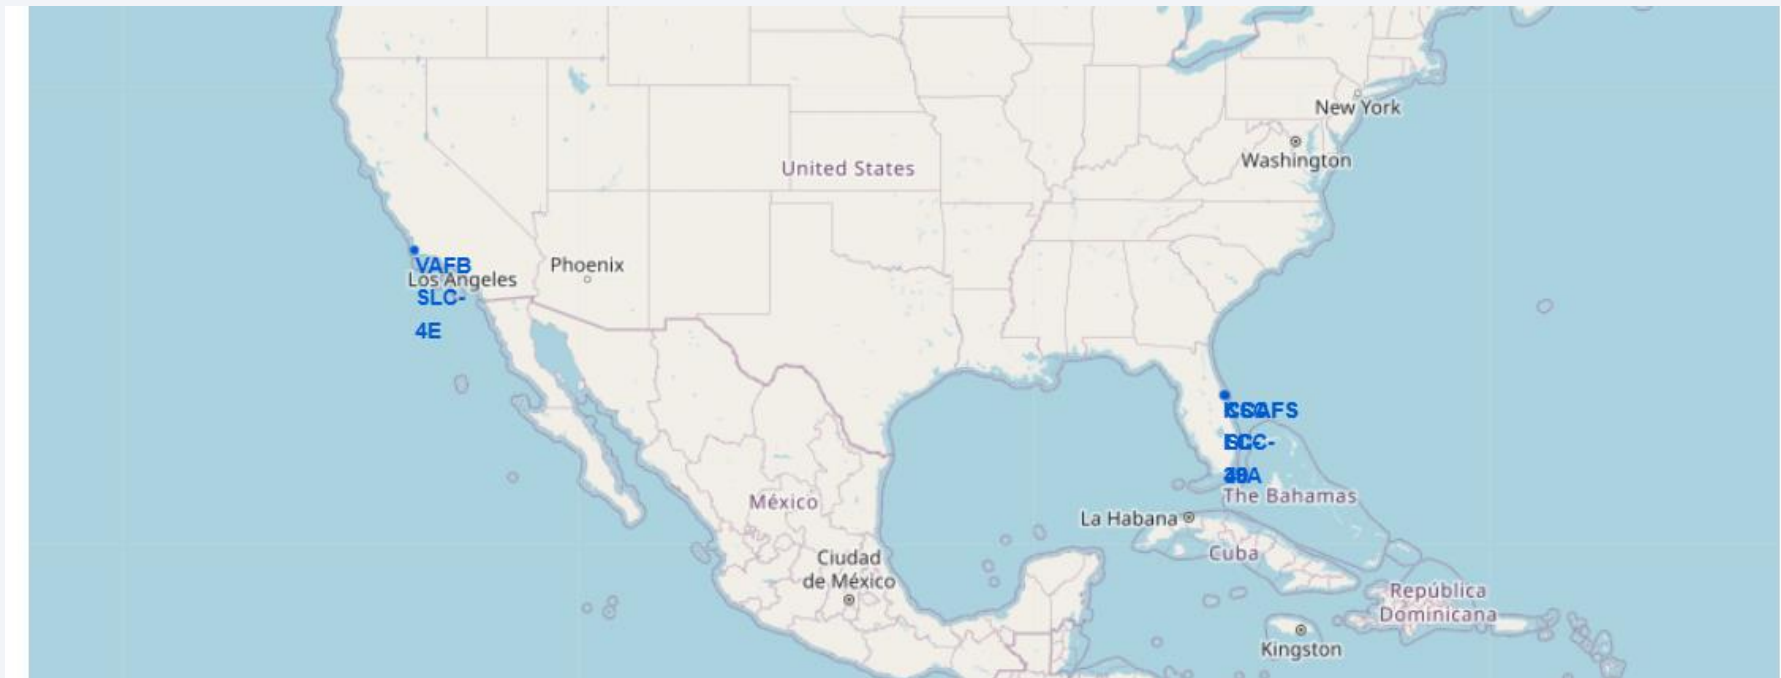 New York
Washington
United States
VAFB
Los Angeles
SLC-
4E
Phoenix
México
The Bahamas
La Habana
Cuba
Ciudad
de México
República
Dominicana
Kingston